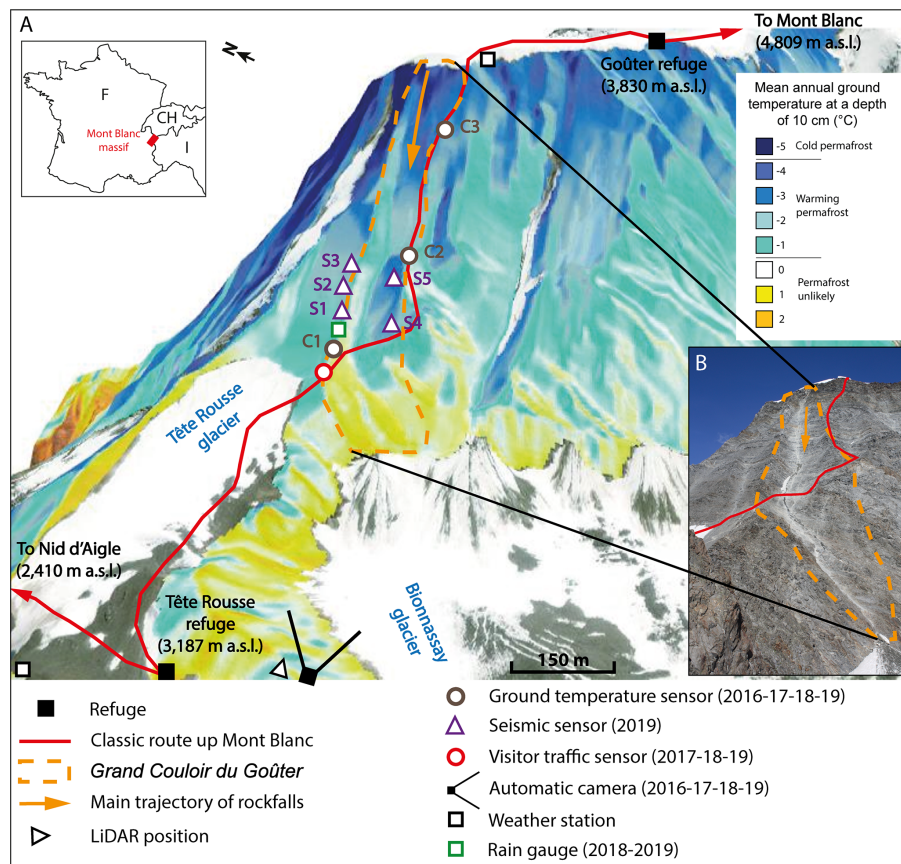 A
N
F
CH
I
Mont Blanc
massif
To Mont Blanc
(4,809 m a.s.l.)
Goûter refuge
(3,830 m a.s.l.)
Mean annual ground
temperature at a depth
of 10 cm (°C)
-5 Cold permafrost
-4
-3 Warming
-2 permafrost
-1
0
1 Permafrost
unlikely
2
C3
C2
S3
S2
S5
S1
S4
C1
B
Tête Rousse
glacier
To Nid d'Aigle
(2,410 m a.s.l.)
Tête Rousse
refuge
(3,187 m a.s.l.)
Bionnassay
glacier
150 m
Refuge
Classic route up Mont Blanc
Grand Couloir du Goûter
Main trajectory of rockfalls
LiDAR position
Ground temperature sensor (2016-17-18-19)
Seismic sensor (2019)
Visitor traffic sensor (2017-18-19)
Automatic camera (2016-17-18-19)
Weather station
Rain gauge (2018-2019)